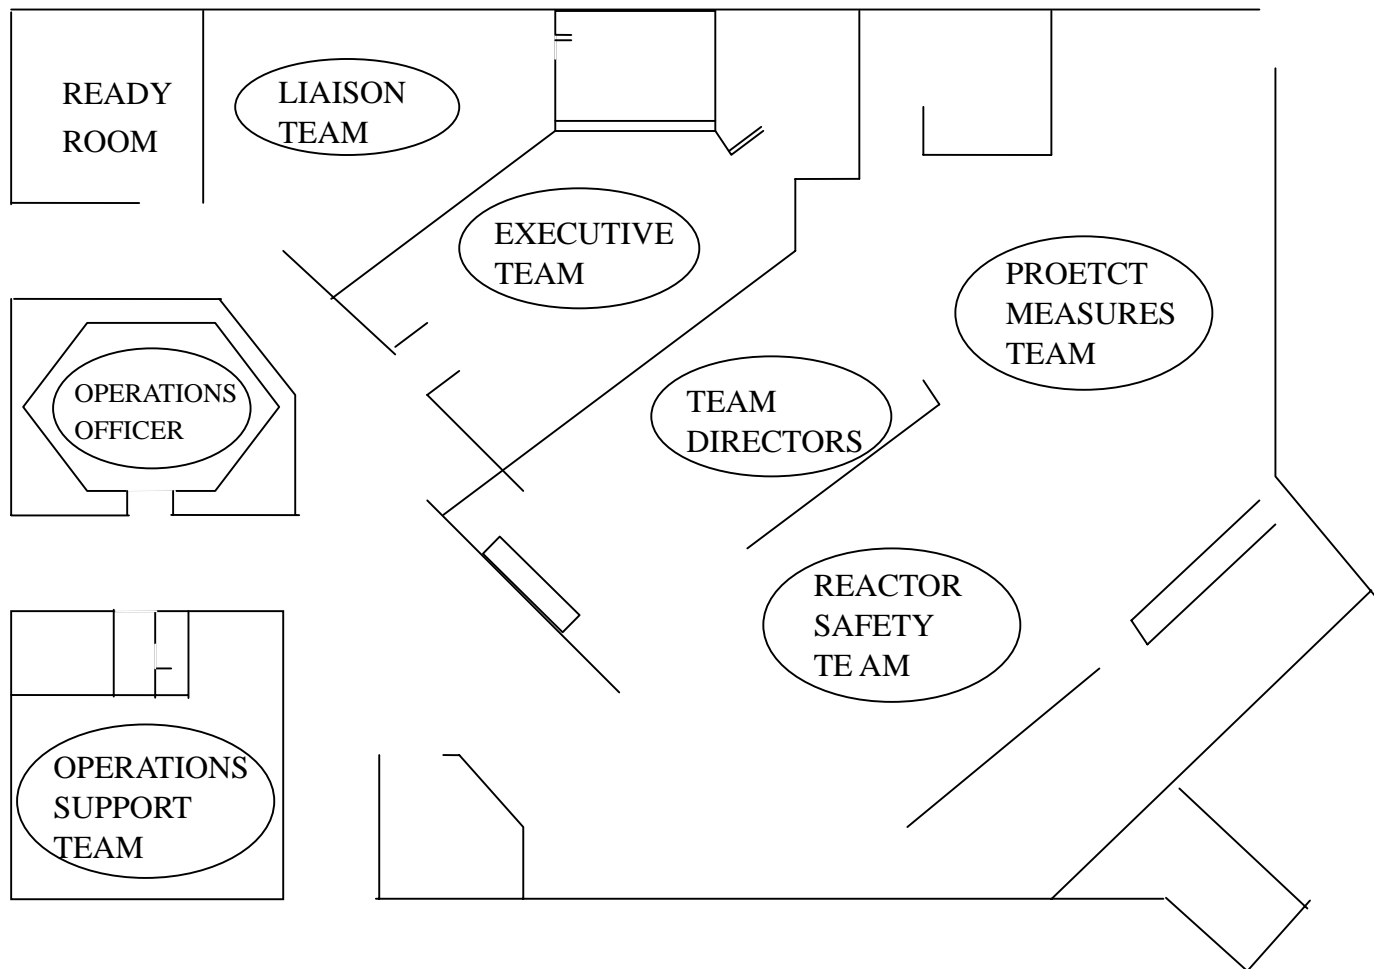 READY
ROOM
LIAISON
TEAM
EXECUTIVE
TEAM
PROETCT
MEASURES
TEAM
OPERATIONS
OFFICER
TEAM
DIRECTORS
REACTOR
SAFETY
TE AM
OPERATIONS
SUPPORT
TEAM